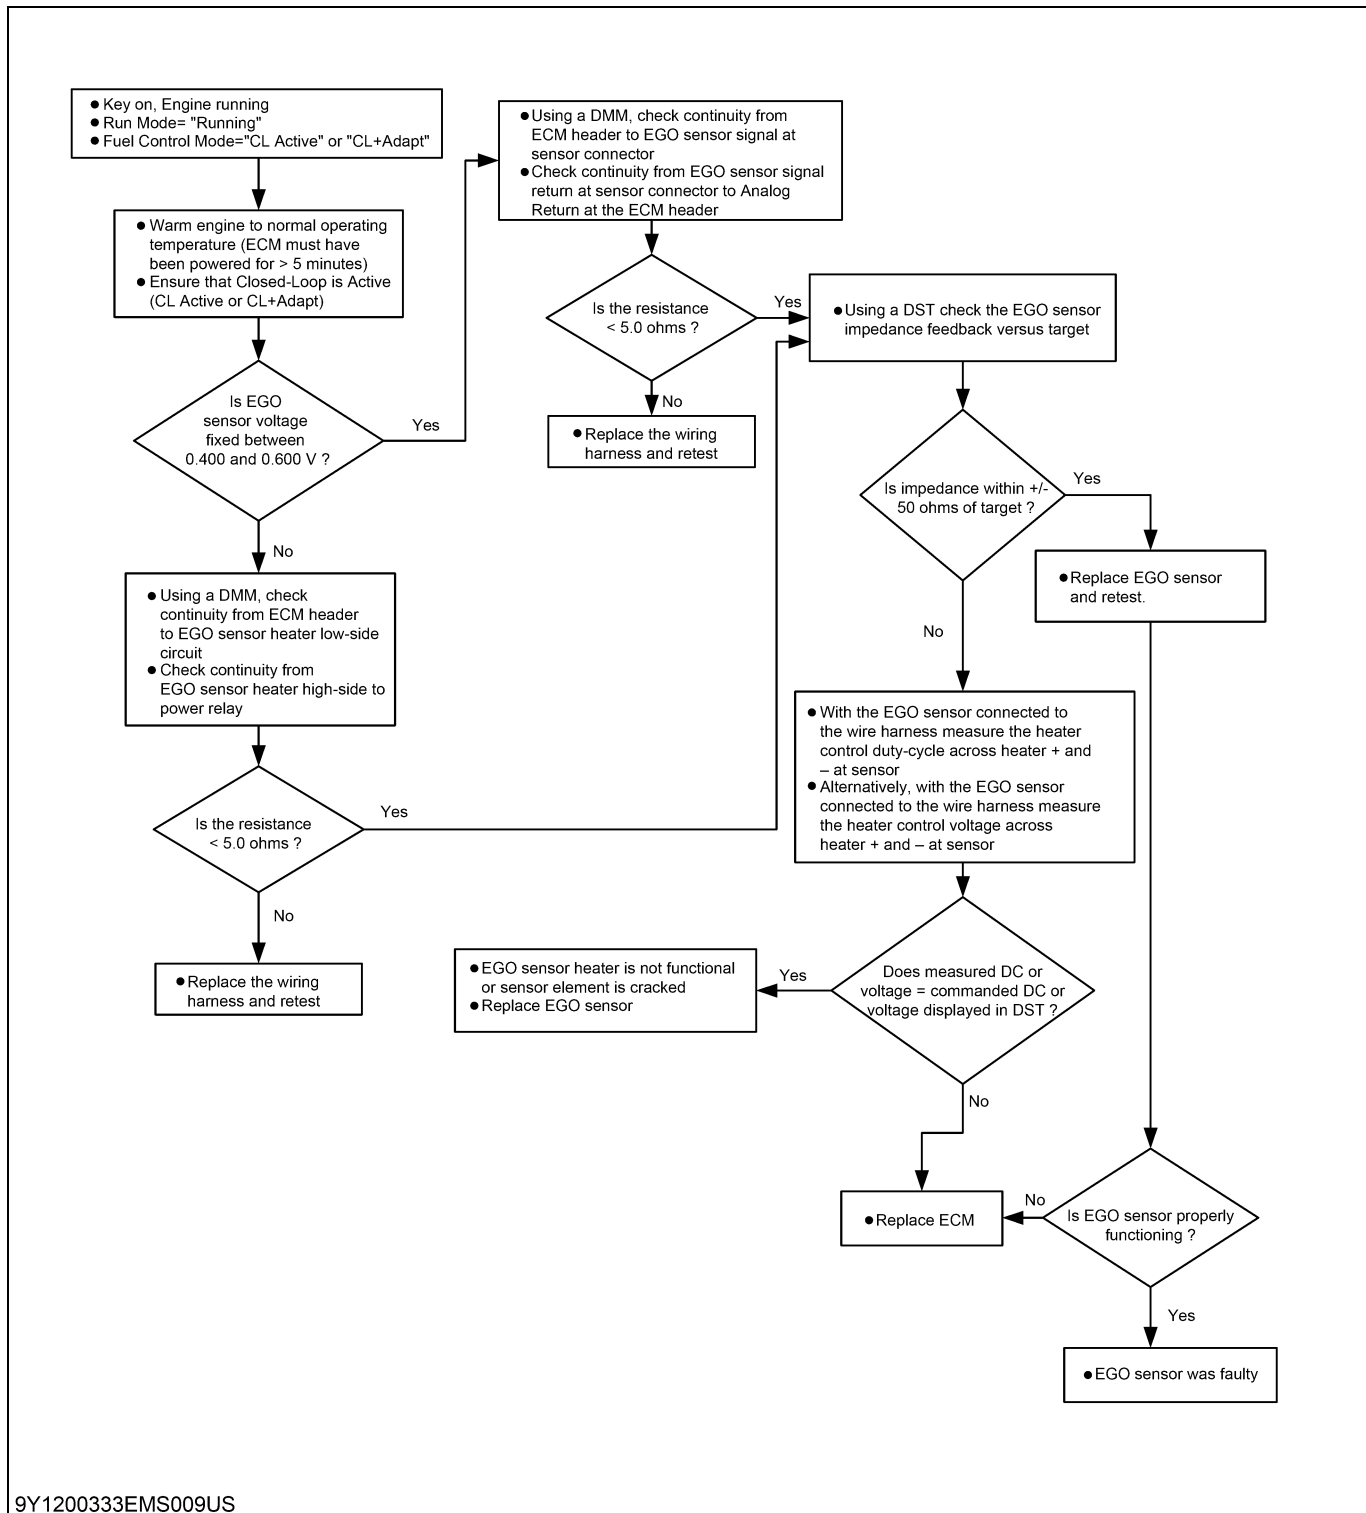 ● Key on, Engine running
● Run Mode= "Running"
● Fuel Control Mode="CL Active" or "CL+Adapt"
● Warm engine to normal operating
temperature (ECM must have
been powered for > 5 minutes)
● Ensure that Closed-Loop is Active
(CL Active or CL+Adapt)
Is EGO
sensor voltage
fixed between
0.400 and 0.600 V ?
Yes
No
● Using a DMM, check
continuity from ECM header
to EGO sensor heater low-side
circuit
● Check continuity from
EGO sensor heater high-side to
power relay
Is the resistance
< 5.0 ohms ?
Yes
No
● Replace the wiring
harness and retest
● Using a DMM, check continuity from
ECM header to EGO sensor signal at
sensor connector
● Check continuity from EGO sensor signal
return at sensor connector to Analog
Return at the ECM header
Is the resistance
< 5.0 ohms ?
Yes
No
● Replace the wiring
harness and retest
● Using a DST check the EGO sensor
impedance feedback versus target
Is impedance within +/-
50 ohms of target ?
Yes
No
● Replace EGO sensor
and retest.
● With the EGO sensor connected to
the wire harness measure the heater
control duty-cycle across heater + and
– at sensor
● Alternatively, with the EGO sensor
connected to the wire harness measure
the heater control voltage across
heater + and – at sensor
Does measured DC or
voltage = commanded DC or
voltage displayed in DST ?
Yes
● EGO sensor heater is not functional
or sensor element is cracked
● Replace EGO sensor
No
● Replace ECM
No
Is EGO sensor properly
functioning ?
Yes
● EGO sensor was faulty
9Y1200333EMS009US